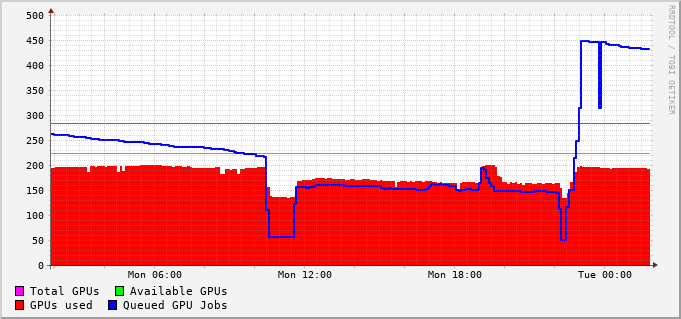 500
450
400
350
300
250
200
150
100
50
0
Mon 06:00 Mon 12:00 Mon 18:00 Tue 00:00
Total GPUs Available GPUs
GPUs used Queued GPU Jobs
RRDTOOL / TOBI OETIKER